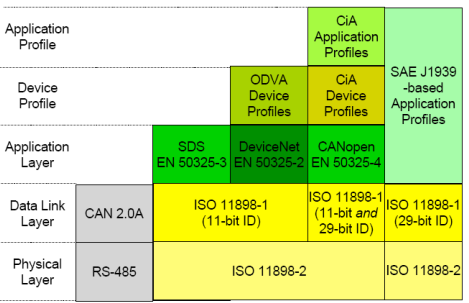 Application
Profile
CiA
Application
Profiles
SAE J1939
-based
Application
Profiles
Device
Profile
ODVA
Device
Profiles
CiA
Device
Profiles
Application
Layer
SDS
EN 50325-3
DeviceNet
EN 50325-2
CANopen
EN 50325-4
Data Link
Layer
CAN 2.0A
ISO 11898-1
(11-bit ID)
ISO 11898-1
(11-bit and
29-bit ID)
ISO 11898-1
(29-bit ID)
Physical
Layer
RS-485
ISO 11898-2
ISO 11898-2